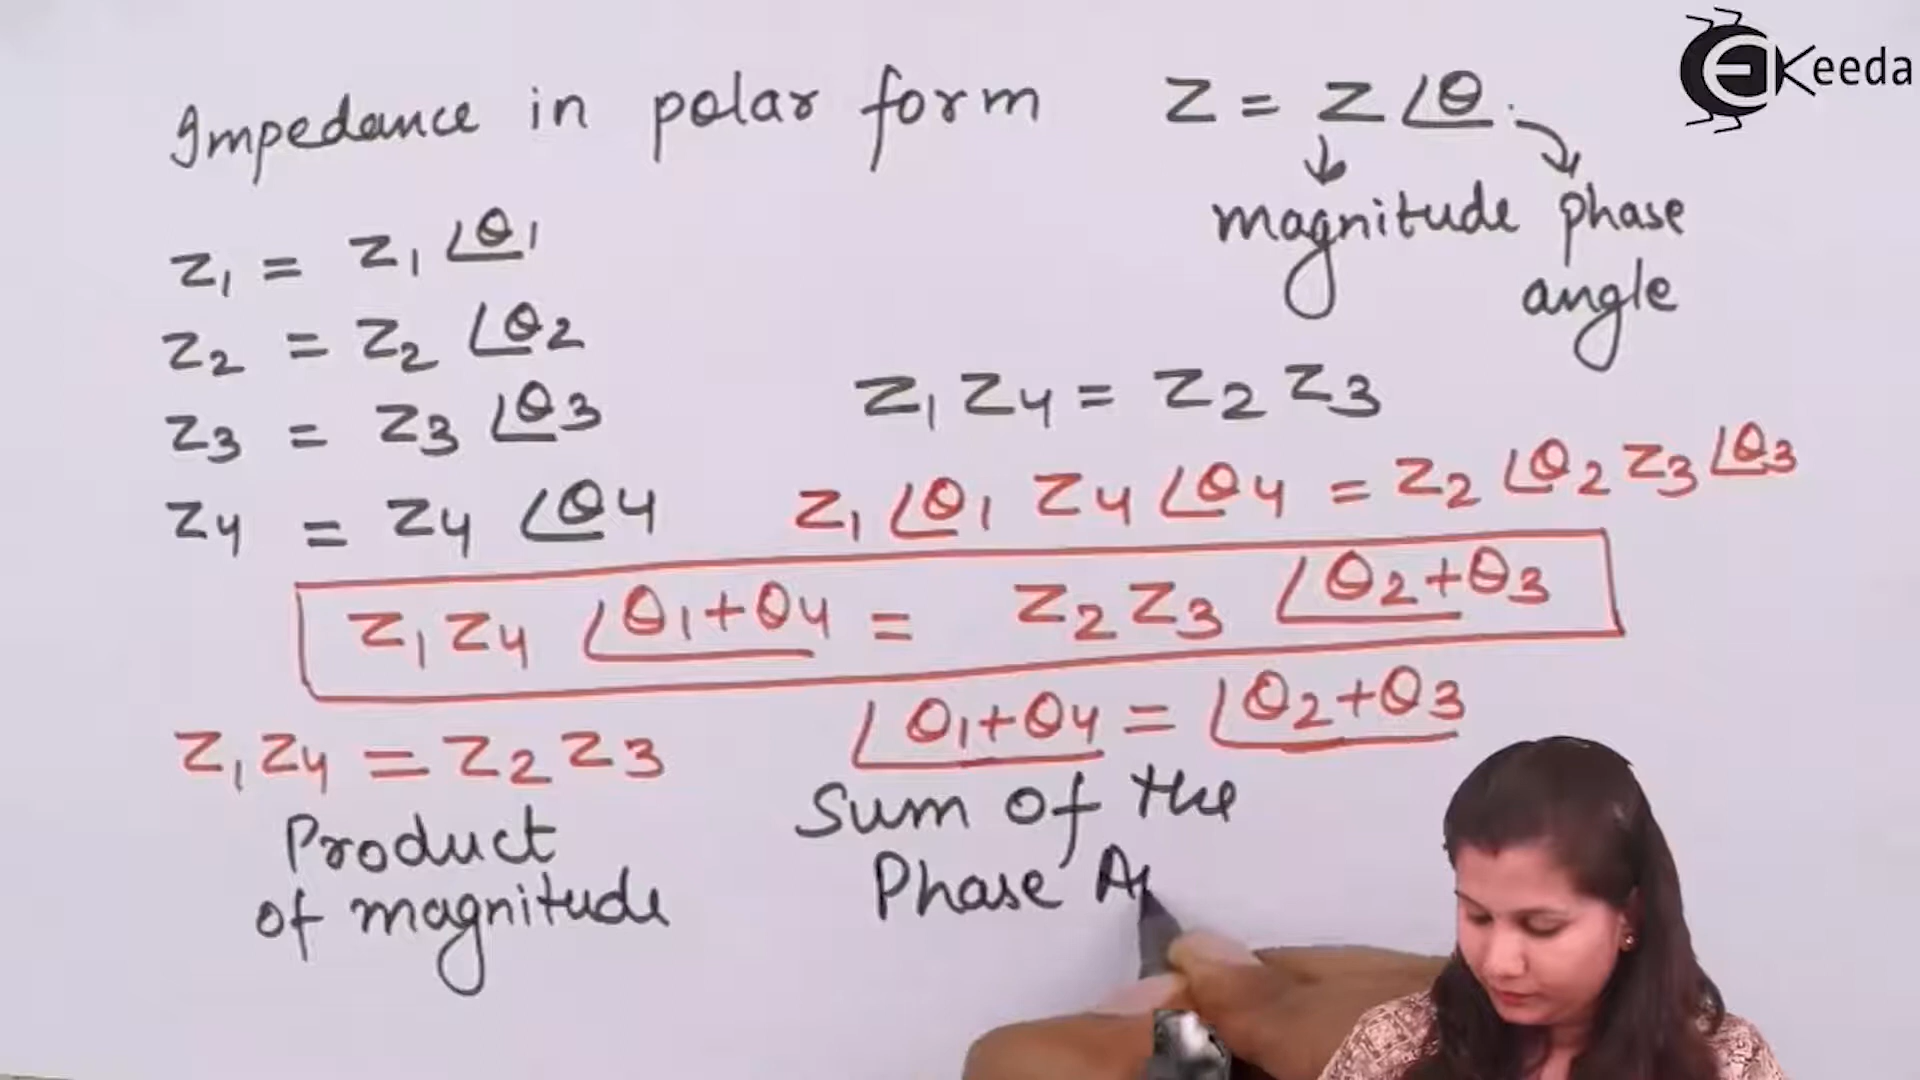 EKeeda
Impedance in polar form Z = Z ∠θ
magnitude phase
angle
Z1 = Z1 ∠θ1
Z2 = Z2 ∠θ2
Z3 = Z3 ∠θ3
Z4 = Z4 ∠θ4
Z1 Z4 = Z2 Z3
Z1 ∠θ1 Z4 ∠θ4 = Z2 ∠θ2 Z3 ∠θ3
Z1 Z4 ∠θ1+θ4 = Z2 Z3 ∠θ2+θ3
Z1 Z4 = Z2 Z3
Product
of magnitude
∠θ1+θ4 = ∠θ2+θ3
Sum of the
Phase